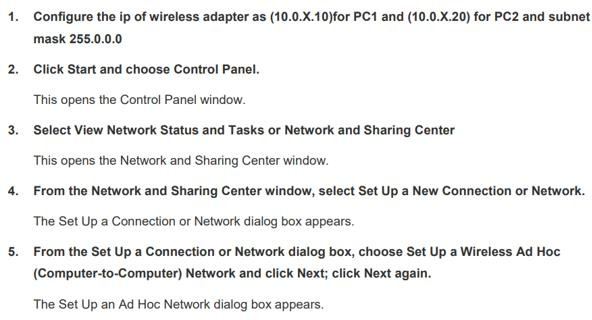 1. Configure the ip of wireless adapter as (10.0.X.10)for PC1 and (10.0.X.20) for PC2 and subnet
mask 255.0.0.0
2. Click Start and choose Control Panel.
This opens the Control Panel window.
3. Select View Network Status and Tasks or Network and Sharing Center
This opens the Network and Sharing Center window.
4. From the Network and Sharing Center window, select Set Up a New Connection or Network.
The Set Up a Connection or Network dialog box appears.
5. From the Set Up a Connection or Network dialog box, choose Set Up a Wireless Ad Hoc
(Computer-to-Computer) Network and click Next; click Next again.
The Set Up an Ad Hoc Network dialog box appears.